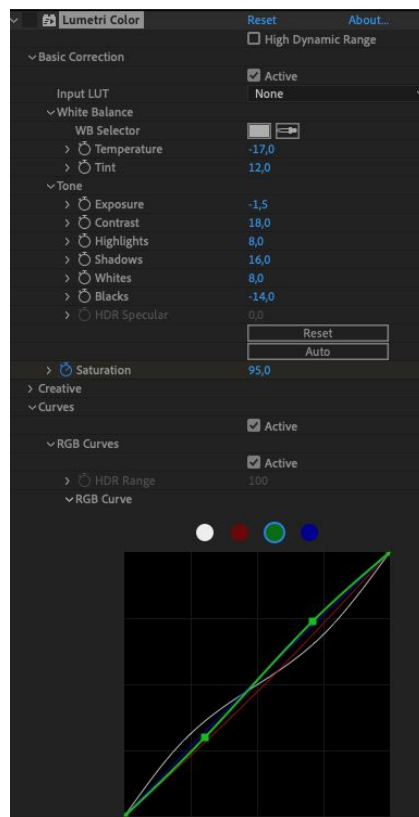 Lumetri Color Reset About...
High Dynamic Range
Basic Correction
Active
Input LUT None
White Balance
WB Selector
Temperature -17,0
Tint 12,0
Tone
Exposure -1,5
Contrast 18,0
Highlights 8,0
Shadows 16,0
Whites 8,0
Blacks -14,0
HDR Specular 0,0
Reset
Auto
Saturation 95,0
Creative
Curves
Active
RGB Curves
Active
HDR Range 100
RGB Curve